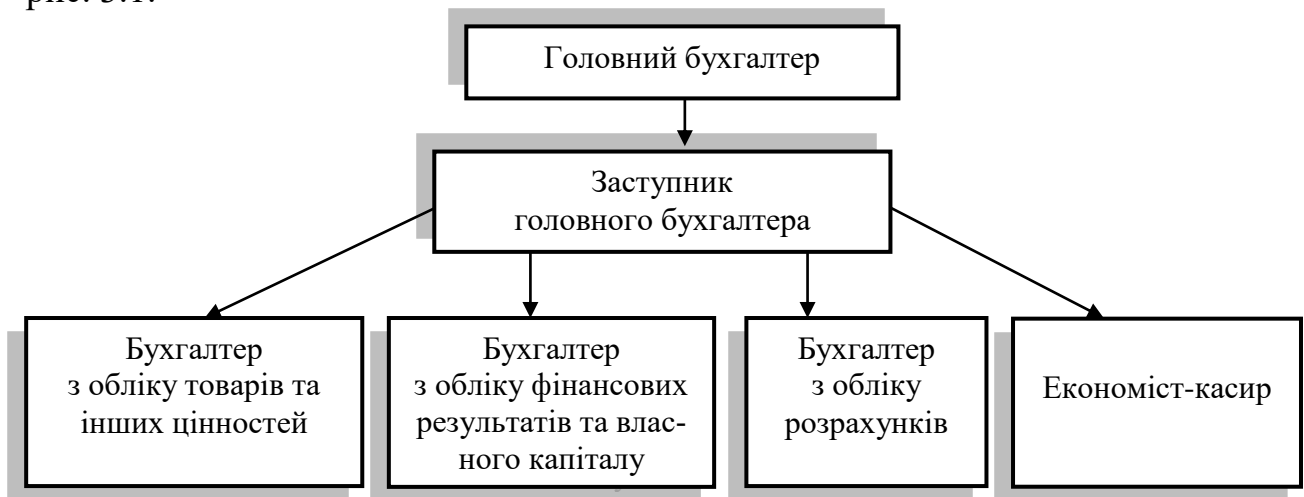 рис. 3.1.
Головний бухгалтер
Заступник
головного бухгалтера
Бухгалтер
з обліку товарів та
інших цінностей
Бухгалтер
з обліку фінансових
результатів та влас-
ного капіталу
Бухгалтер
з обліку
розрахунків
Економіст-касир